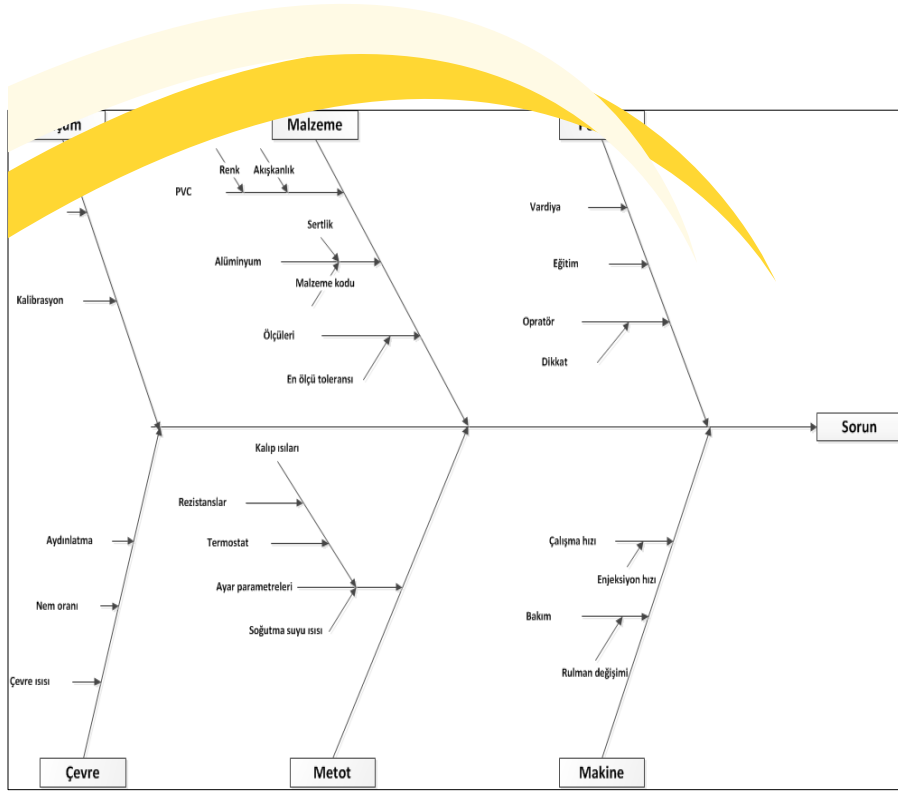 Malzeme
Renk
Akışkanlık
PVC
Sertlik
Alüminyum
Malzeme kodu
Ölçüleri
En ölçü toleransı
Vardiya
Eğitim
Opratör
Dikkat
Kalibrasyon
Sorun
Kalıp ısıları
Rezistanslar
Termostat
Ayar parametreleri
Soğutma suyu ısısı
Aydınlatma
Nem oranı
Çevre ısısı
Çalışma hızı
Enjeksiyon hızı
Bakım
Rulman değişimi
Çevre
Metot
Makine